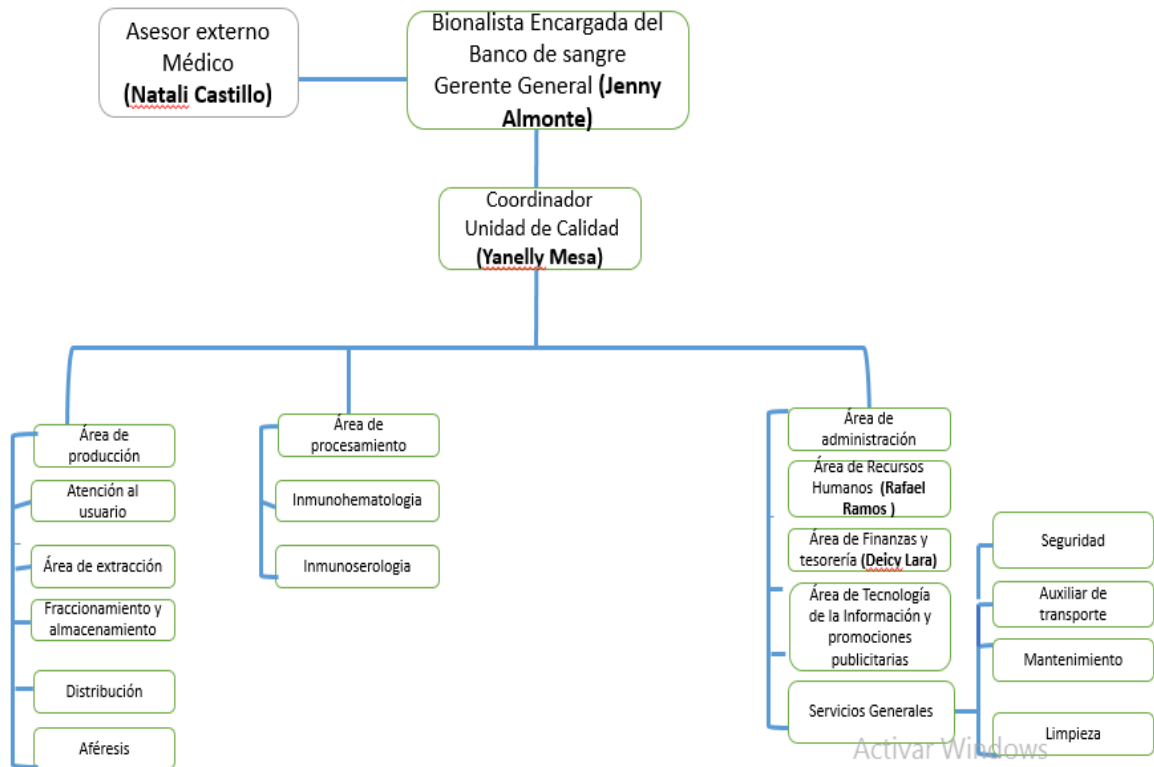 Asesor externo
Médico
(Natali Castillo)
Bionalista Encargada del
Banco de sangre
Gerente General (Jenny
Almonte)
Coordinador
Unidad de Calidad
(Yanelly Mesa)
Área de
producción
Atención al
usuario
Área de extracción
Fraccionamiento y
almacenamiento
Distribución
Aféresis
Área de
procesamiento
Inmunohematologia
Inmunoserologia
Área de
administración
Área de Recursos
Humanos (Rafael
Ramos )
Área de Finanzas y
tesorería (Deicy Lara)
Área de Tecnología
de la Información y
promociones
publicitarias
Servicios Generales
Seguridad
Auxiliar de
transporte
Mantenimiento
Limpieza
Activar Windows